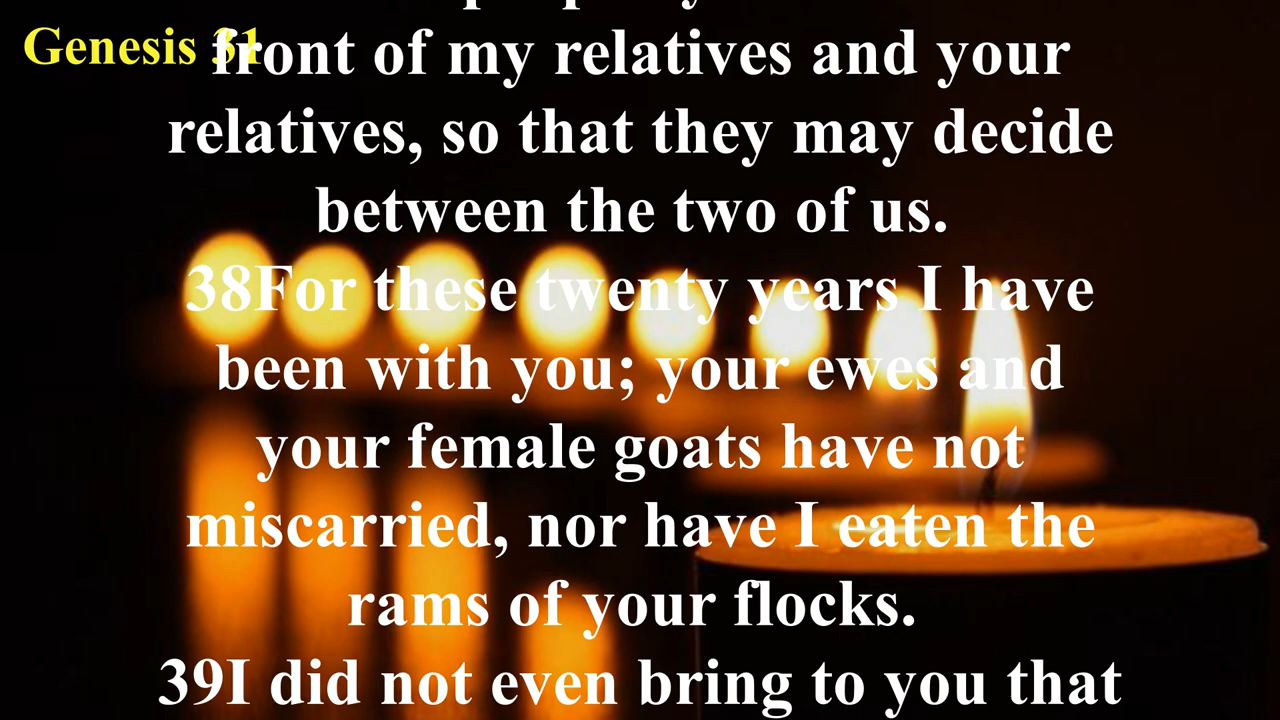 Genesis 31
front of my relatives and your
relatives, so that they may decide
between the two of us.
38For these twenty years I have
been with you; your ewes and
your female goats have not
miscarried, nor have I eaten the
rams of your flocks.
39I did not even bring to you that